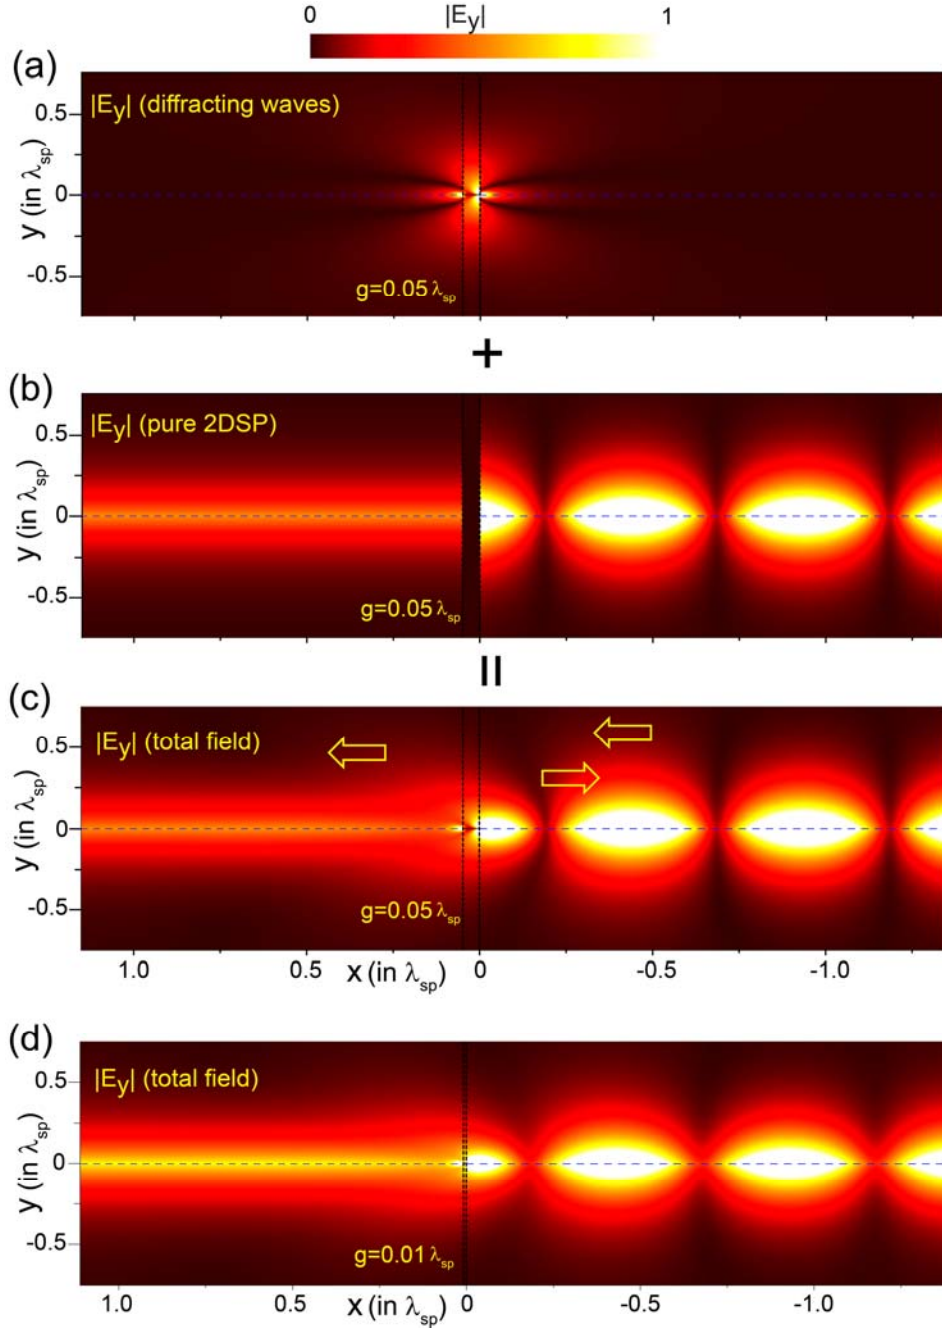 0 |Ey| 1
(a)
|Ey| (diffracting waves)
0.5
y (in λsp)
0
-0.5
g=0.05 λsp
+
(b)
|Ey| (pure 2DSP)
0.5
y (in λsp)
0
-0.5
g=0.05 λsp
=
(c)
|Ey| (total field)
0.5
y (in λsp)
0
-0.5
g=0.05 λsp
1.0 0.5 x (in λsp) 0 -0.5 -1.0
(d)
|Ey| (total field)
0.5
y (in λsp)
0
-0.5
g=0.01 λsp
1.0 0.5 x (in λsp) 0 -0.5 -1.0